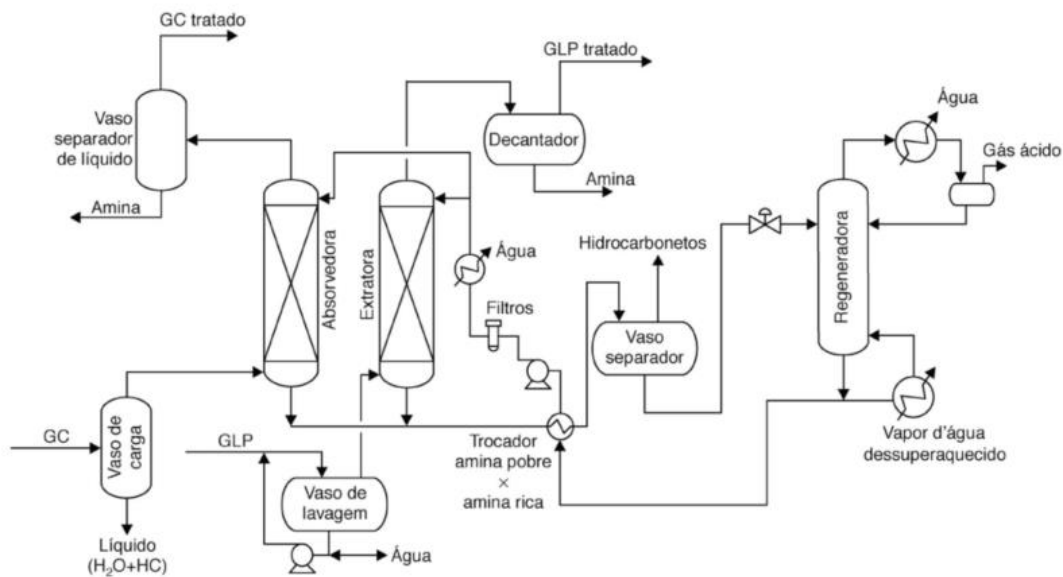 GC tratado
GLP tratado
Vaso
separador
de líquido
Decantador
Água
Gás ácido
Amina
Amina
Absorvedora
Extratora
Água
Filtros
Hidrocarbonetos
Vaso
separador
Regeneradora
GC
Vaso de
carga
GLP
Vaso de
lavagem
Trocador
amina pobre
×
amina rica
Vapor d'água
dessuperaquecido
Líquido
(H₂O+HC)
Água